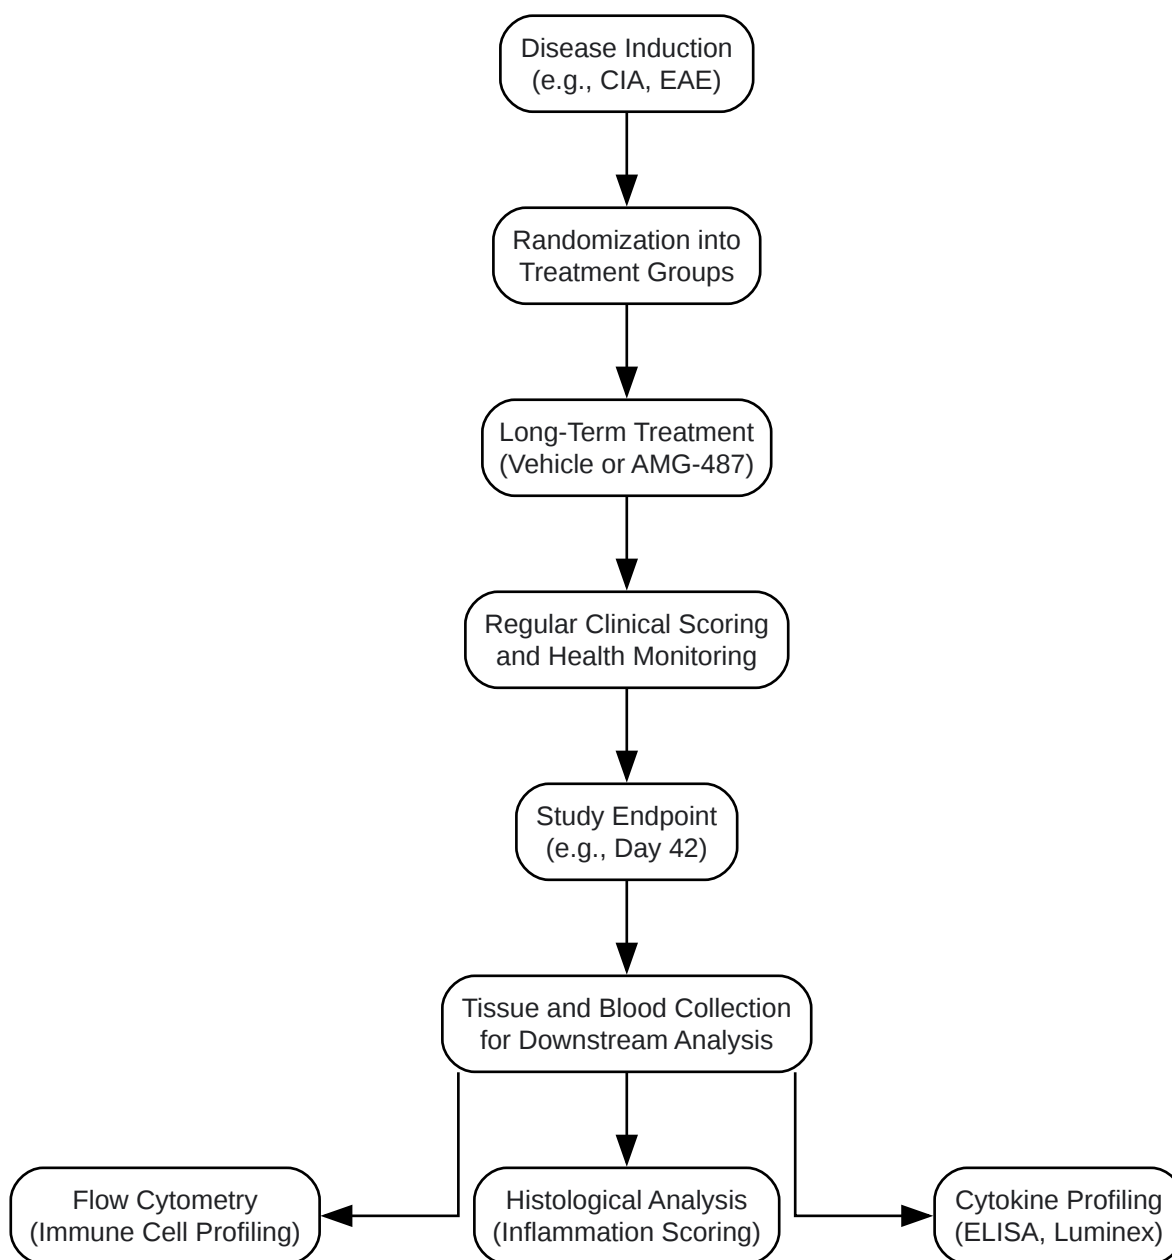 Disease Induction
(e.g., CIA, EAE)
Randomization into
Treatment Groups
Long-Term Treatment
(Vehicle or AMG-487)
Regular Clinical Scoring
and Health Monitoring
Study Endpoint
(e.g., Day 42)
Tissue and Blood Collection
for Downstream Analysis
Flow Cytometry
(Immune Cell Profiling)
Histological Analysis
(Inflammation Scoring)
Cytokine Profiling
(ELISA, Luminex)